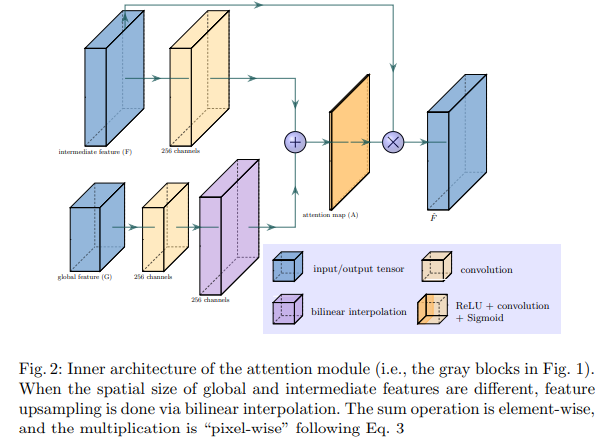 intermediate feature (F)
256 channels
+
×
attention map (A)
F̂
global feature (G)
256 channels
256 channels
input/output tensor
convolution
bilinear interpolation
ReLU + convolution
+ Sigmoid
Fig. 2: Inner architecture of the attention module (i.e., the gray blocks in Fig. 1).
When the spatial size of global and intermediate features are different, feature
upsampling is done via bilinear interpolation. The sum operation is element-wise,
and the multiplication is “pixel-wise” following Eq. 3